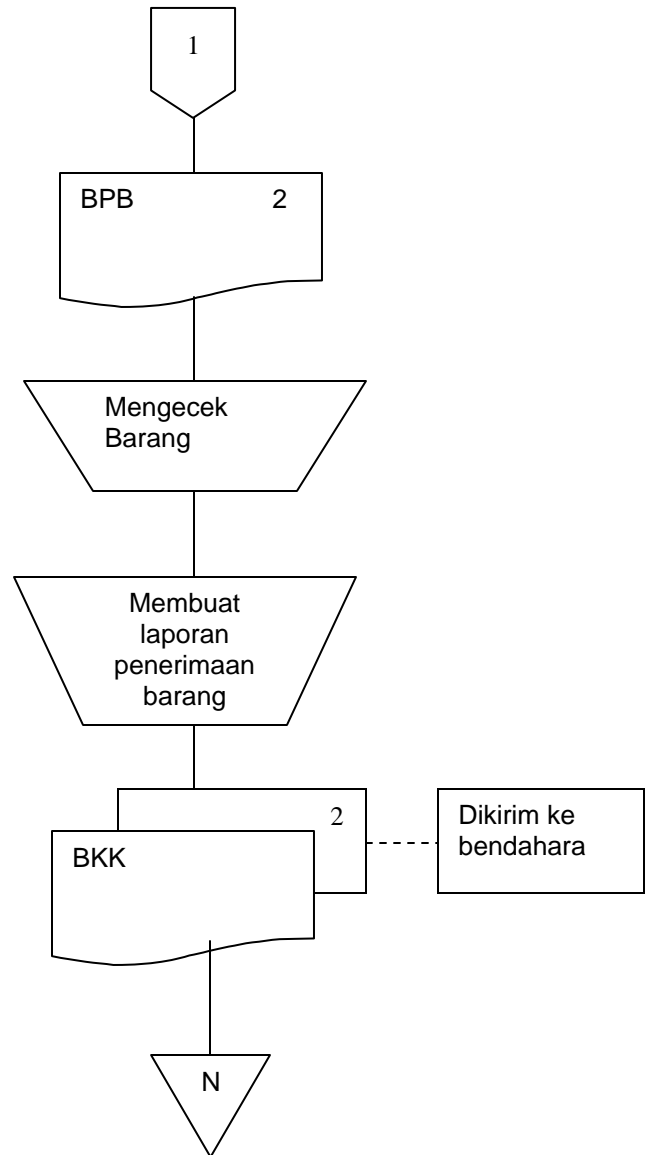 1
BPB 2
Mengecek
Barang
Membuat
laporan
penerimaan
barang
2
BKK
Dikirim ke
bendahara
N